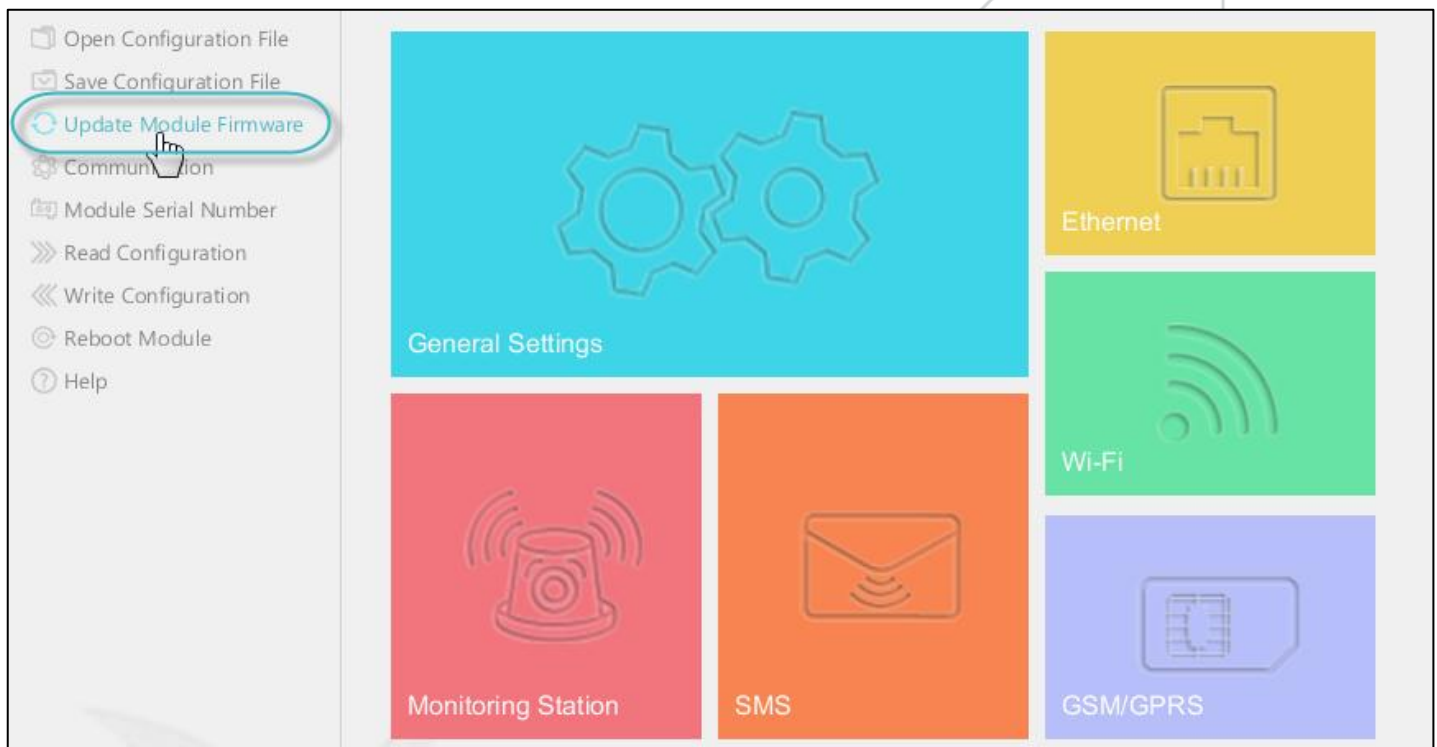 Open Configuration File
Save Configuration File
Update Module Firmware
Communication
Module Serial Number
Read Configuration
Write Configuration
Reboot Module
Help
General Settings
Ethernet
Wi-Fi
Monitoring Station
SMS
GSM/GPRS